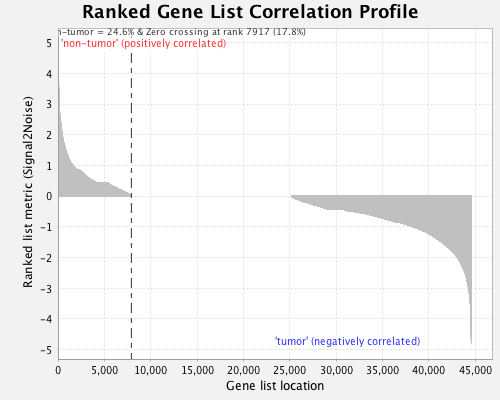 Ranked Gene List Correlation Profile
n-tumor = 24.6% & Zero crossing at rank 7917 (17.8%)
'non-tumor' (positively correlated)
5
4
3
2
1
0
-1
-2
-3
-4
-5
Ranked list metric (Signal2Noise)
'tumor' (negatively correlated)
0 5,000 10,000 15,000 20,000 25,000 30,000 35,000 40,000 45,000
Gene list location